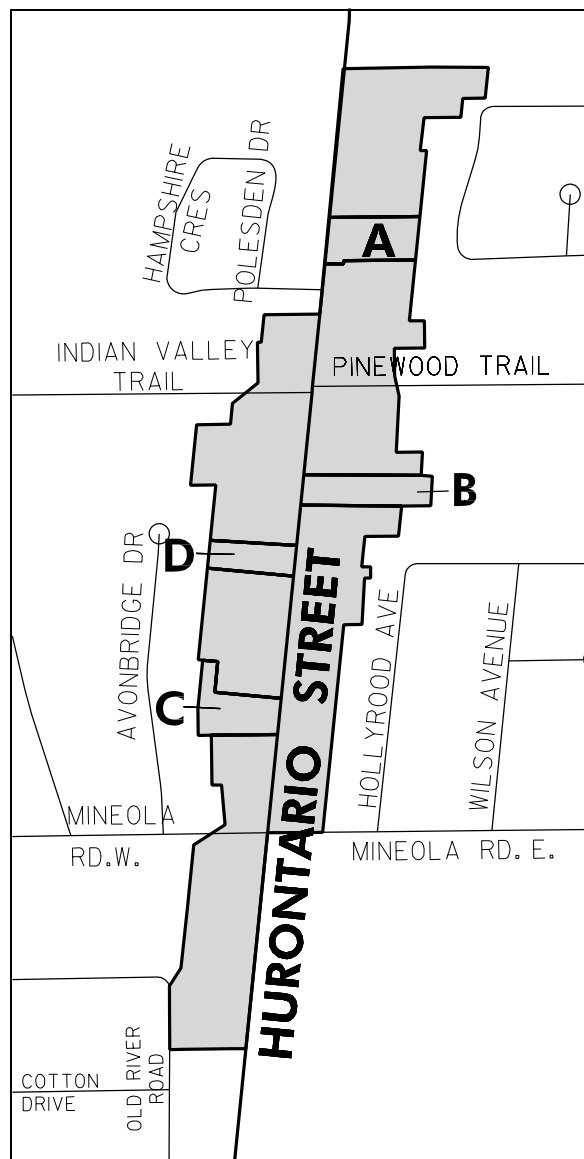 HAMPSHIRE
CRES
POLESDEN DR
A
INDIAN VALLEY
TRAIL
PINEWOOD TRAIL
B
D
AVONBRIDGE DR
C
HURONTARIO STREET
HOLLYROOD AVE
WILSON AVENUE
MINEOLA
RD.W.
MINEOLA RD. E.
COTTON
DRIVE
OLD RIVER
ROAD